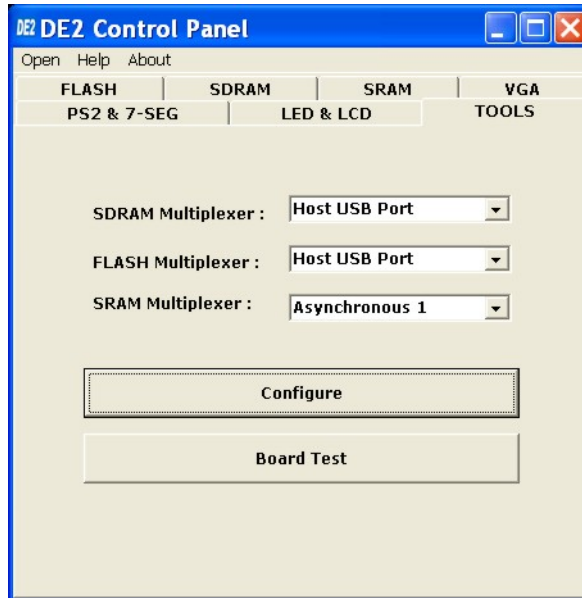 DE2 DE2 Control Panel
Open Help About
FLASH SDRAM SRAM VGA
PS2 & 7-SEG LED & LCD TOOLS
SDRAM Multiplexer : Host USB Port
FLASH Multiplexer : Host USB Port
SRAM Multiplexer : Asynchronous 1
Configure
Board Test